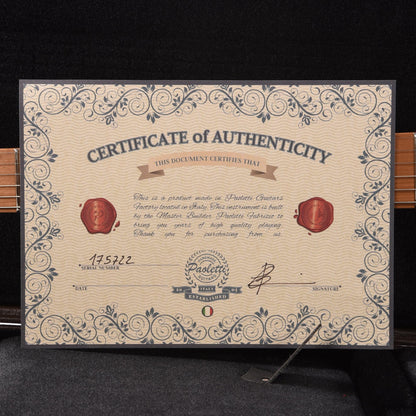 CERTIFICATE of AUTHENTICITY
THIS DOCUMENT CERTIFIES THAT
This is a product made in Paoletti Guitars
Factory located in Italy. This instrument is built
by the Master Builder Paoletti Fabrizio to
bring you years of high quality playing.
Thank you for purchasing from us.
175722
SERIAL NUMBER
Paoletti
ITALY
ESTABLISHED
DATE
SIGNATURE